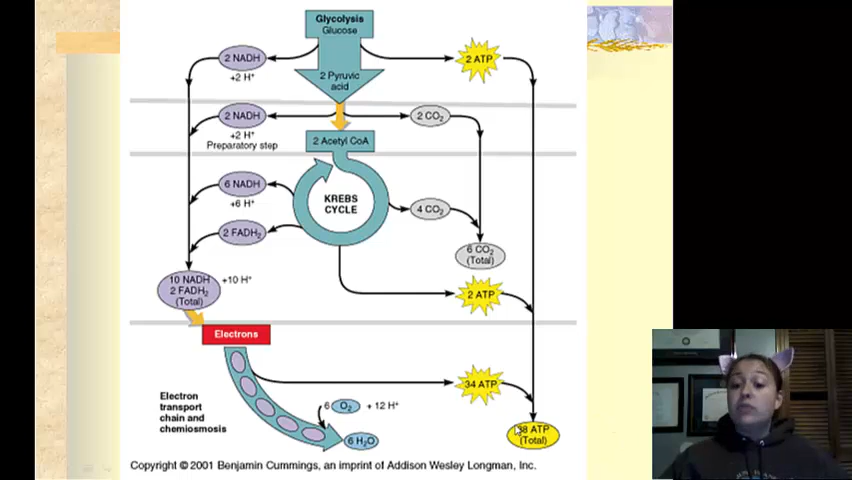 Glycolysis
Glucose
2 NADH
+2 H⁺
2 ATP
2 Pyruvic
acid
2 NADH
+2 H⁺
Preparatory step
2 CO₂
2 Acetyl CoA
6 NADH
+6 H⁺
KREBS
CYCLE
4 CO₂
2 FADH₂
6 CO₂
(Total)
10 NADH
2 FADH₂
(Total)
+10 H⁺
2 ATP
Electrons
34 ATP
Electron
transport
chain and
chemiosmosis
6 O₂ + 12 H⁺
6 H₂O
38 ATP
(Total)
Copyright © 2001 Benjamin Cummings, an imprint of Addison Wesley Longman, Inc.